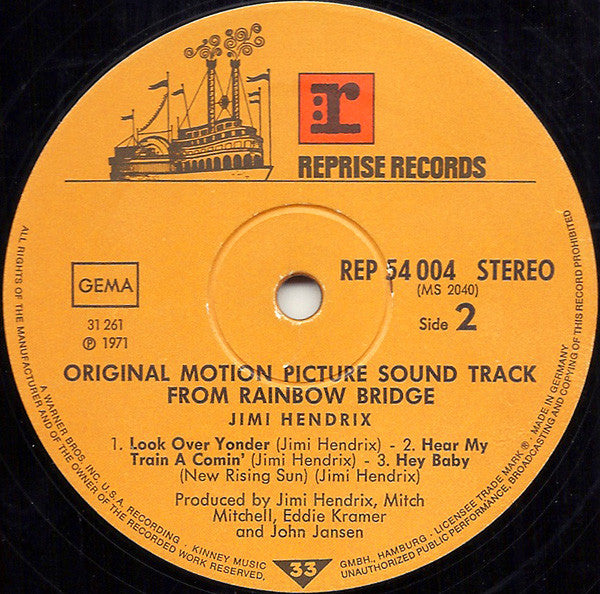 r:
REPRISE RECORDS
GEMA
31 261
℗ 1971
REP 54 004 STEREO
(MS 2040)
Side 2
ORIGINAL MOTION PICTURE SOUND TRACK
FROM RAINBOW BRIDGE
JIMI HENDRIX
1. Look Over Yonder (Jimi Hendrix) - 2. Hear My
Train A Comin' (Jimi Hendrix) - 3. Hey Baby
(New Rising Sun) (Jimi Hendrix)
Produced by Jimi Hendrix, Mitch
Mitchell, Eddie Kramer
and John Jansen
33
ALL RIGHTS OF THE MANUFACTURER AND OF THE OWNER OF THE RECORDED WORK RESERVED,
UNAUTHORIZED PUBLIC PERFORMANCE, BROADCASTING AND COPYING OF THIS RECORD PROHIBITED
A WARNER BROS. INC. U.S.A. RECORDING · KINNEY MUSIC
GMBH., HAMBURG · LICENSEE TRADE MARK® · MADE IN GERMANY